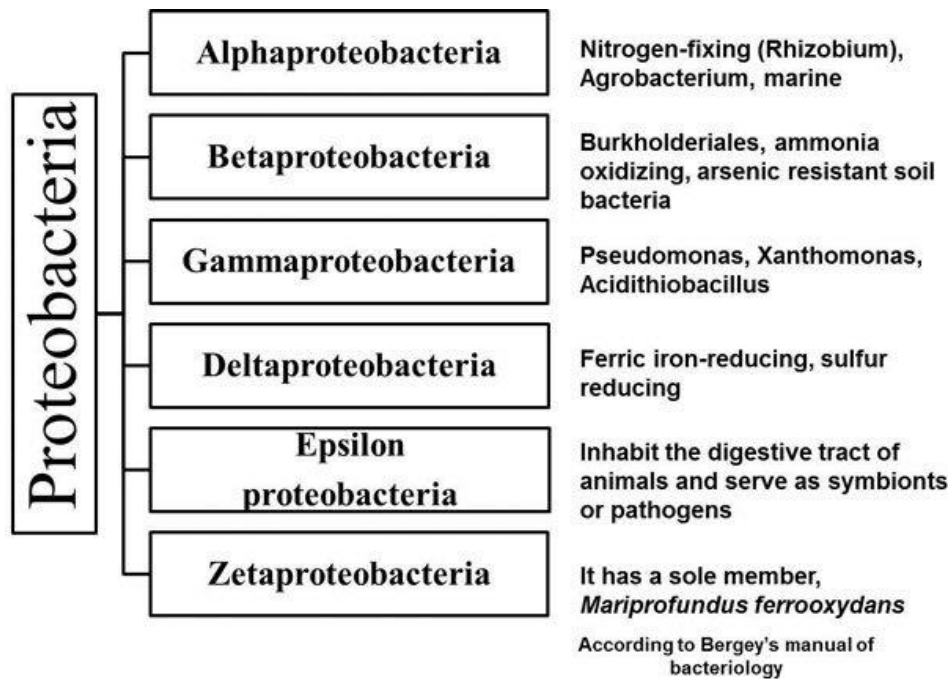 Proteobacteria
Alphaproteobacteria
Nitrogen-fixing (Rhizobium),
Agrobacterium, marine
Betaproteobacteria
Burkholderiales, ammonia
oxidizing, arsenic resistant soil
bacteria
Gammaproteobacteria
Pseudomonas, Xanthomonas,
Acidithiobacillus
Deltaproteobacteria
Ferric iron-reducing, sulfur
reducing
Epsilon
proteobacteria
Inhabit the digestive tract of
animals and serve as symbionts
or pathogens
Zetaproteobacteria
It has a sole member,
Mariprofundus ferrooxydans
According to Bergey's manual of
bacteriology